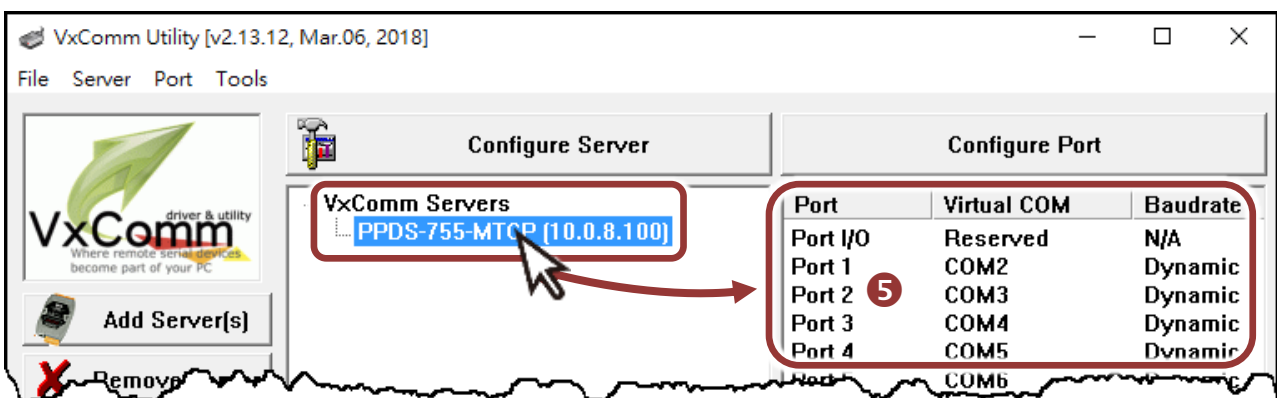 VxComm Utility [v2.13.12, Mar.06, 2018]
File Server Port Tools
VxComm
driver & utility
Where remote serial devices
become part of your PC
Add Server(s)
Remove
Configure Server
VxComm Servers
PPDS-755-MTCP (10.0.8.100)
Configure Port
Port Virtual COM Baudrate
Port I/O Reserved N/A
Port 1 COM2 Dynamic
Port 2 COM3 Dynamic
5
Port 3 COM4 Dynamic
Port 4 COM5 Dynamic
COM6